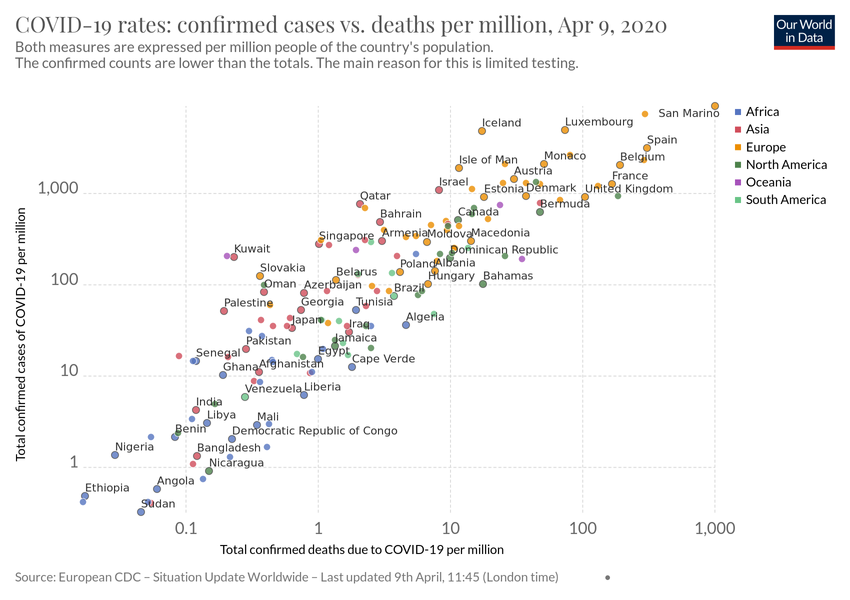 COVID-19 rates: confirmed cases vs. deaths per million, Apr 9, 2020
Our World
in Data
Both measures are expressed per million people of the country's population.
The confirmed counts are lower than the totals. The main reason for this is limited testing.
San Marino
Africa
Iceland
Luxembourg
Asia
Spain
Europe
Isle of Man
Monaco
Belgium
North America
Austria
France
Oceania
Israel
Estonia
Denmark
United Kingdom
South America
1,000
Qatar
Bermuda
Bahrain
Canada
Singapore
Armenia
Moldova
Macedonia
Kuwait
Dominican Republic
Slovakia
Belarus
Poland
Albania
100
Oman
Azerbaijan
Brazil
Hungary
Bahamas
Palestine
Georgia
Tunisia
Japan
Iraq
Algeria
Pakistan
Jamaica
Senegal
Egypt
Cape Verde
10
Ghana
Afghanistan
Venezuela
Liberia
India
Libya
Mali
Benin
Democratic Republic of Congo
Nigeria
Bangladesh
1
Nicaragua
Ethiopia
Angola
Sudan
Total confirmed cases of COVID-19 per million
0.1
1
10
100
1,000
Total confirmed deaths due to COVID-19 per million
Source: European CDC – Situation Update Worldwide – Last updated 9th April, 11:45 (London time)